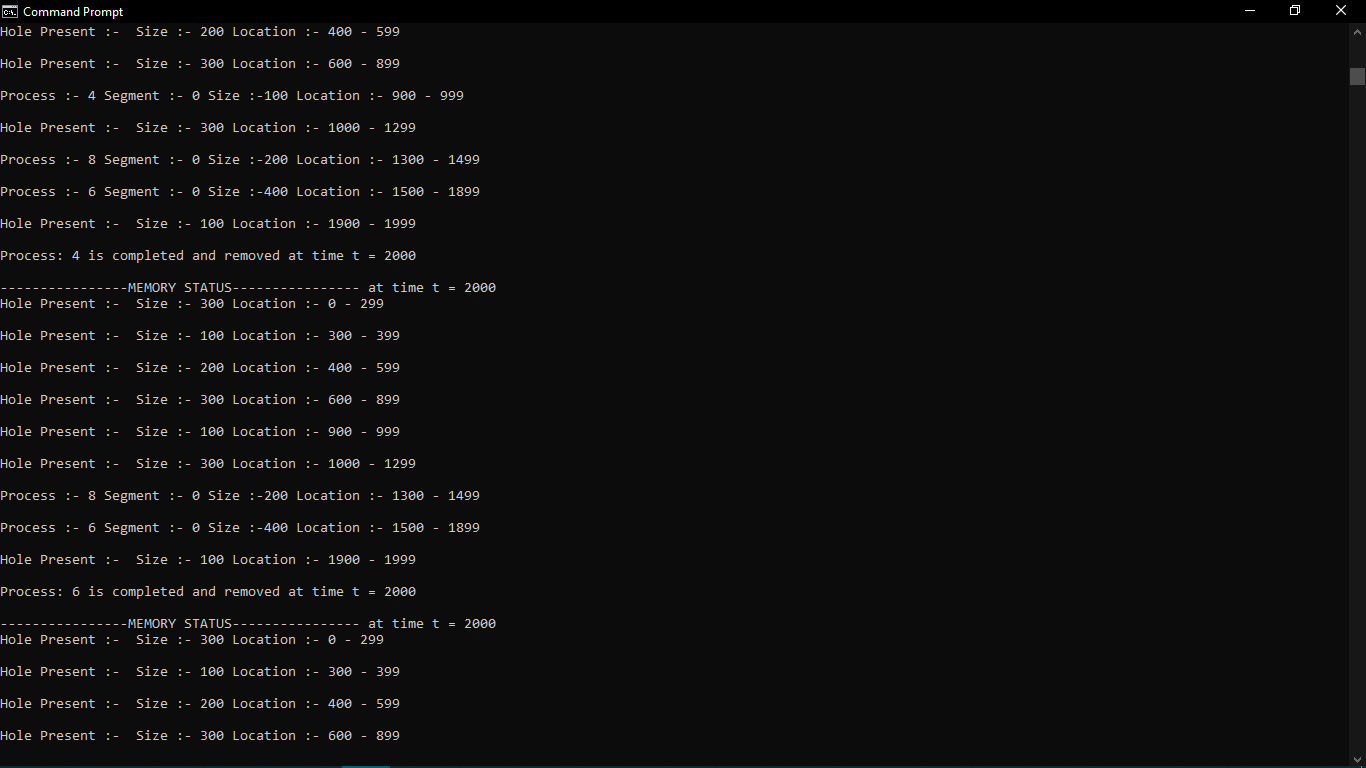 Command Prompt
Hole Present :-  Size :- 200 Location :- 400 - 599
Hole Present :-  Size :- 300 Location :- 600 - 899
Process :- 4 Segment :- 0 Size :-100 Location :- 900 - 999
Hole Present :-  Size :- 300 Location :- 1000 - 1299
Process :- 8 Segment :- 0 Size :-200 Location :- 1300 - 1499
Process :- 6 Segment :- 0 Size :-400 Location :- 1500 - 1899
Hole Present :-  Size :- 100 Location :- 1900 - 1999
Process: 4 is completed and removed at time t = 2000
----------------MEMORY STATUS---------------- at time t = 2000
Hole Present :-  Size :- 300 Location :- 0 - 299
Hole Present :-  Size :- 100 Location :- 300 - 399
Hole Present :-  Size :- 200 Location :- 400 - 599
Hole Present :-  Size :- 300 Location :- 600 - 899
Hole Present :-  Size :- 100 Location :- 900 - 999
Hole Present :-  Size :- 300 Location :- 1000 - 1299
Process :- 8 Segment :- 0 Size :-200 Location :- 1300 - 1499
Process :- 6 Segment :- 0 Size :-400 Location :- 1500 - 1899
Hole Present :-  Size :- 100 Location :- 1900 - 1999
Process: 6 is completed and removed at time t = 2000
----------------MEMORY STATUS---------------- at time t = 2000
Hole Present :-  Size :- 300 Location :- 0 - 299
Hole Present :-  Size :- 100 Location :- 300 - 399
Hole Present :-  Size :- 200 Location :- 400 - 599
Hole Present :-  Size :- 300 Location :- 600 - 899